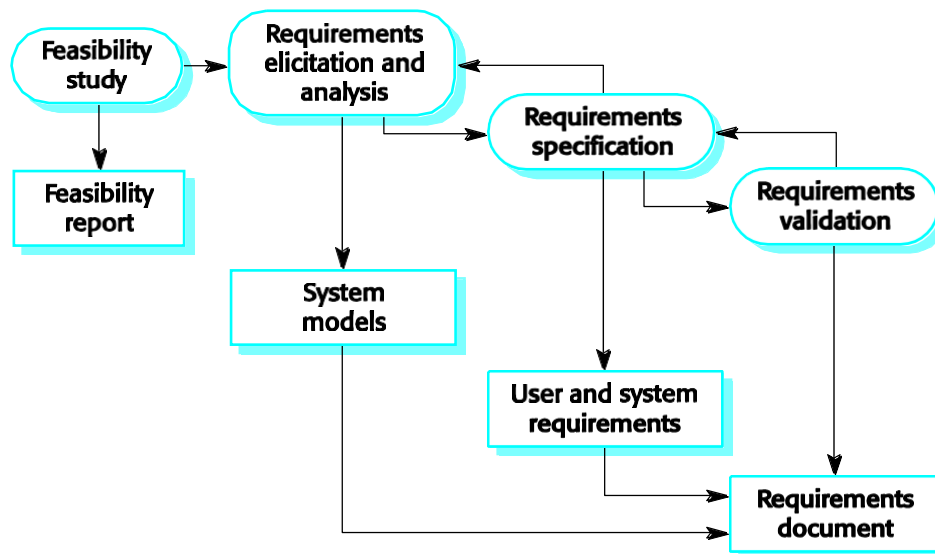 Feasibility
study
Requirements
elicitation and
analysis
Requirements
specification
Requirements
validation
Feasibility
report
System
models
User and system
requirements
Requirements
document